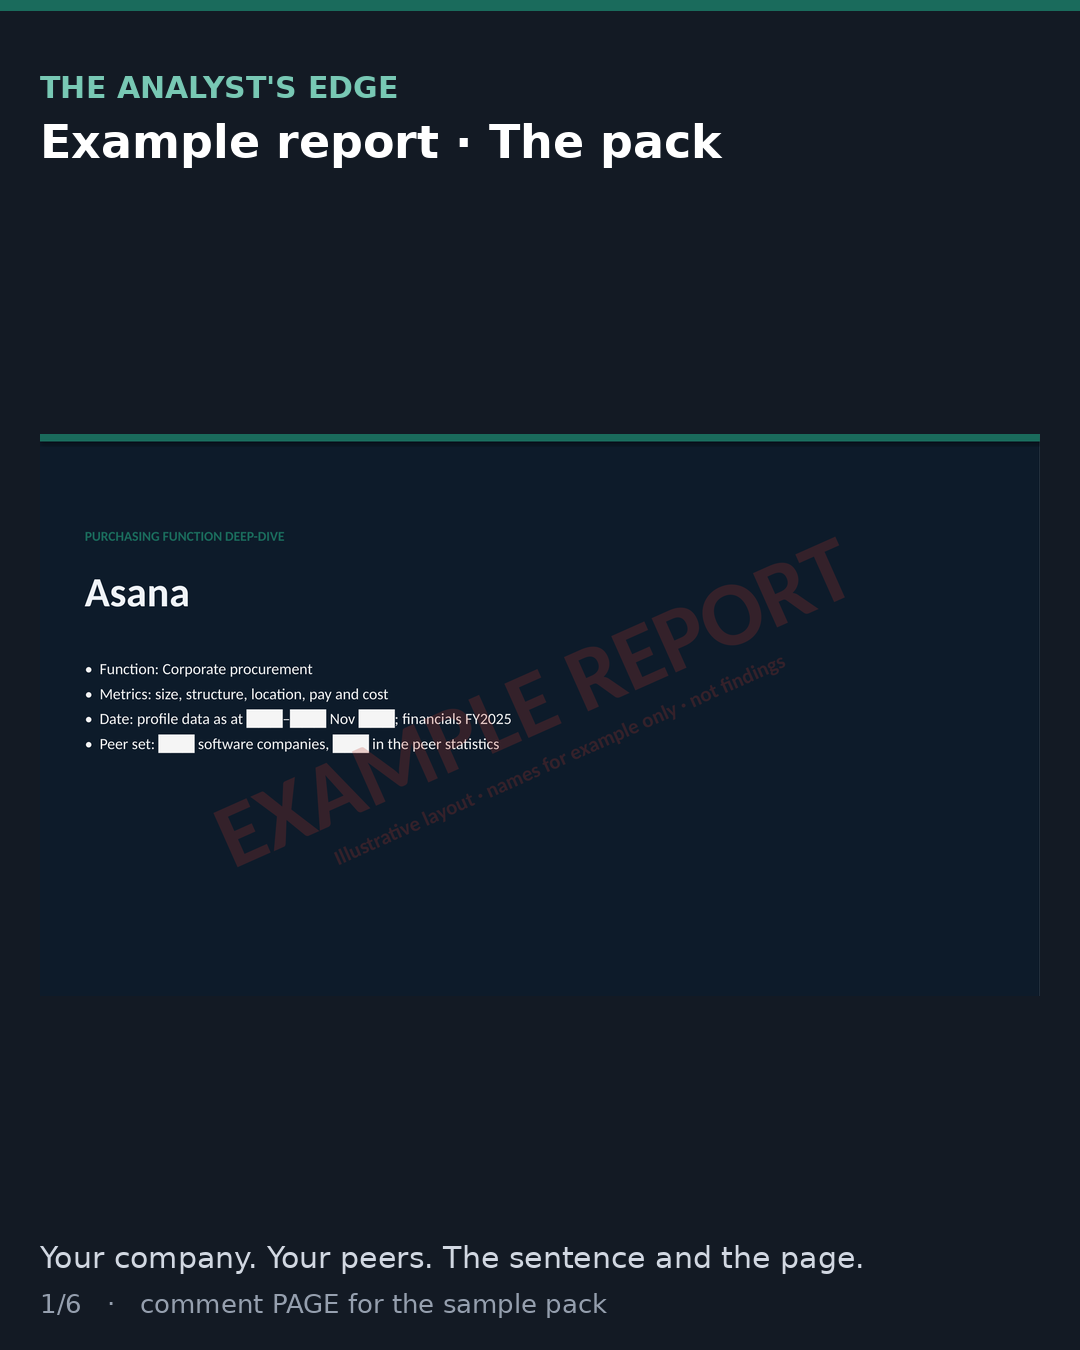 THE ANALYST'S EDGE
Example report · The pack
PURCHASING FUNCTION DEEP-DIVE
Asana
• Function: Corporate procurement
• Metrics: size, structure, location, pay and cost
• Date: profile data as at – Nov ; financials FY2025
• Peer set: software companies, in the peer statistics
EXAMPLE REPORT
Illustrative layout · names for example only · not findings
Your company. Your peers. The sentence and the page.
1/6 · comment PAGE for the sample pack